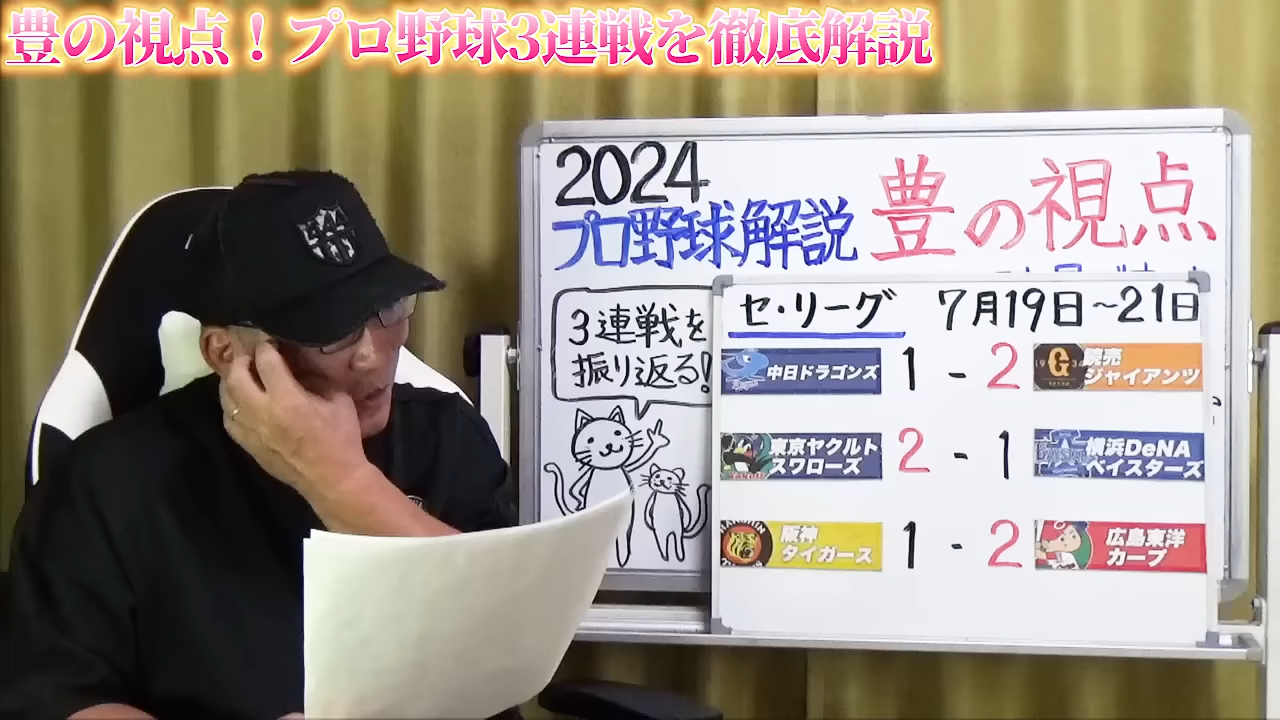 豊の視点！プロ野球3連戦を徹底解説
2024
プロ野球解説
豊の視点
3連戦を
振り返る!
セ・リーグ 7月19日～21日
中日ドラゴンズ 1 - 2 読売ジャイアンツ
東京ヤクルトスワローズ 2 - 1 横浜DeNAベイスターズ
阪神タイガース 1 - 2 広島東洋カープ